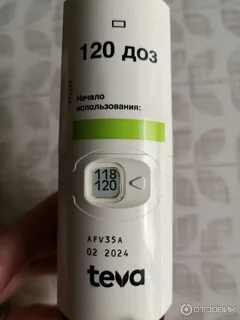 120 доз
Начало
использования:
118
120
<
AFV35A
02 2024
teva
ОТЗОВИК